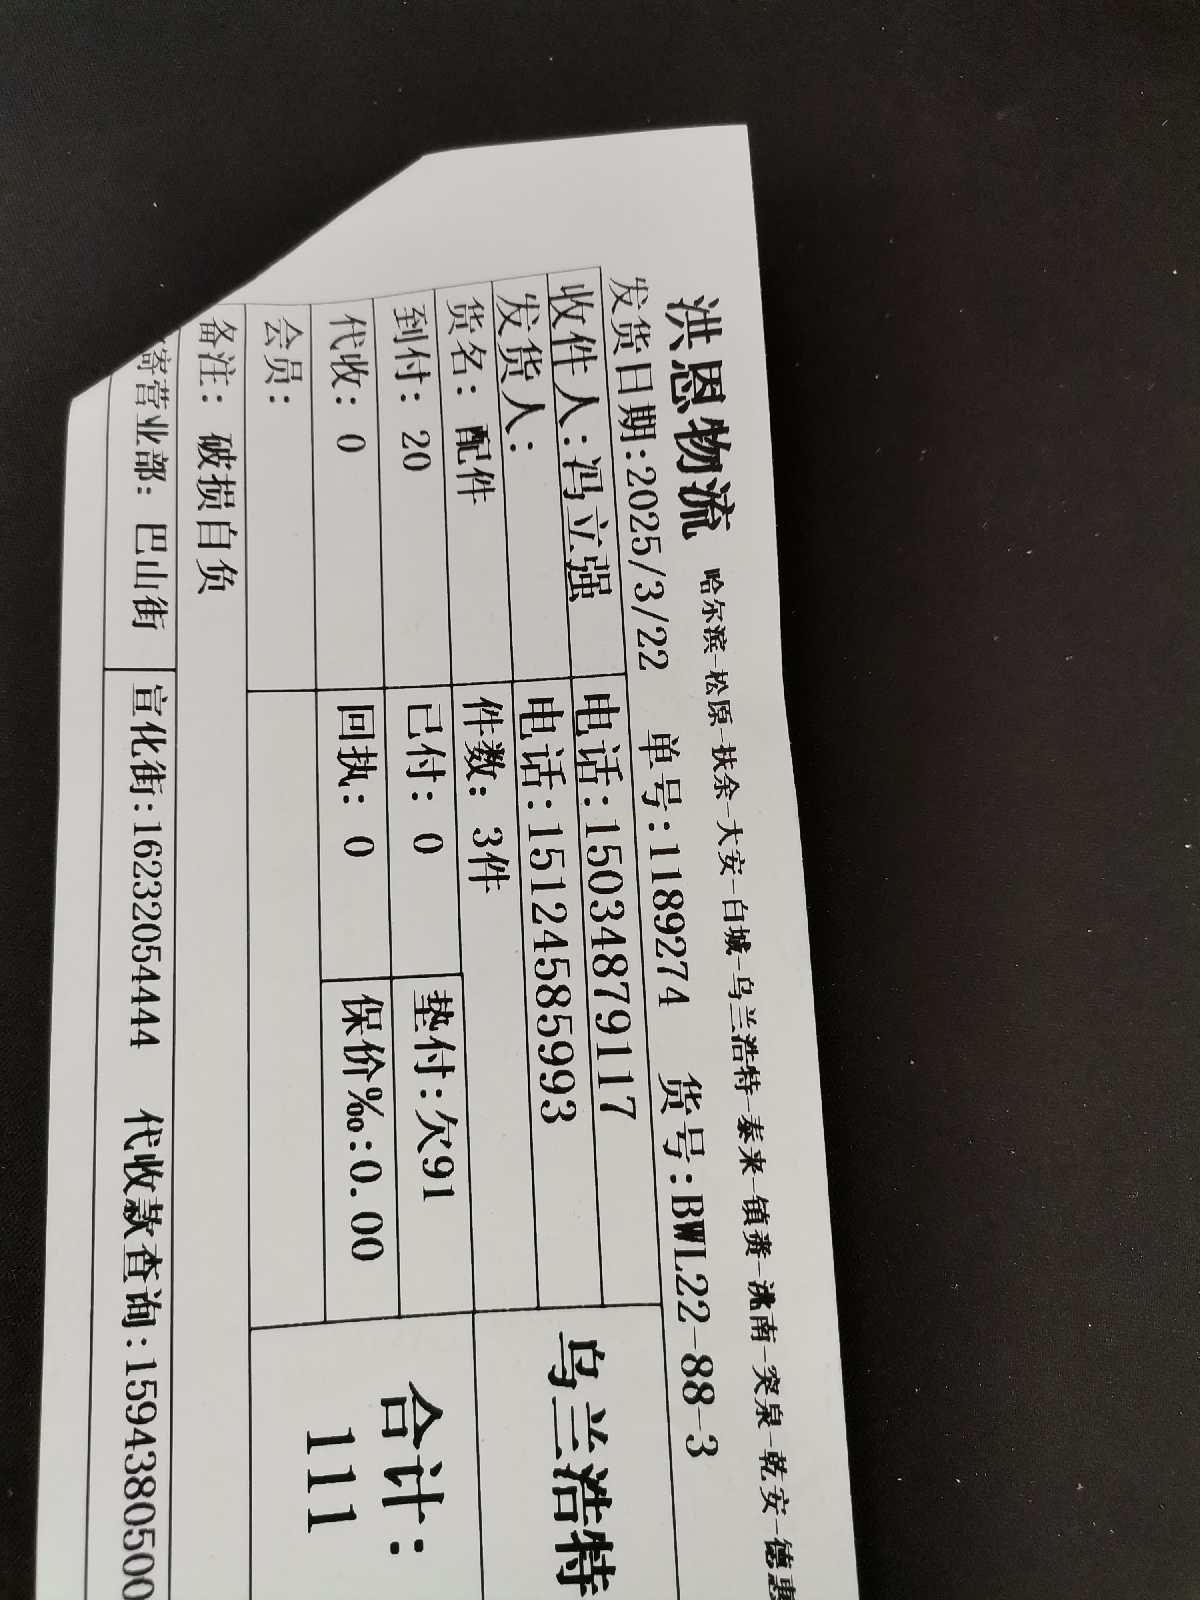 洪恩物流 哈尔滨-松原-扶余-大安-白城-乌兰浩特-泰来-镇赉-洮南-突泉-乾安-德惠
发货日期:2025/3/22 单号:1189274 货号:BWL22-88-3
收件人:冯立强 电话:15034879117 乌兰浩特
发货人: 电话:15124585993
货名: 配件 件数: 3件
到付: 20 已付: 0 垫付:欠91 合计:
代收: 0 回执: 0 保价‰:0.00 111
会员:
备注: 破损自负
寄营业部: 巴山街 宣化街:16232054444 代收款查询:1594380500